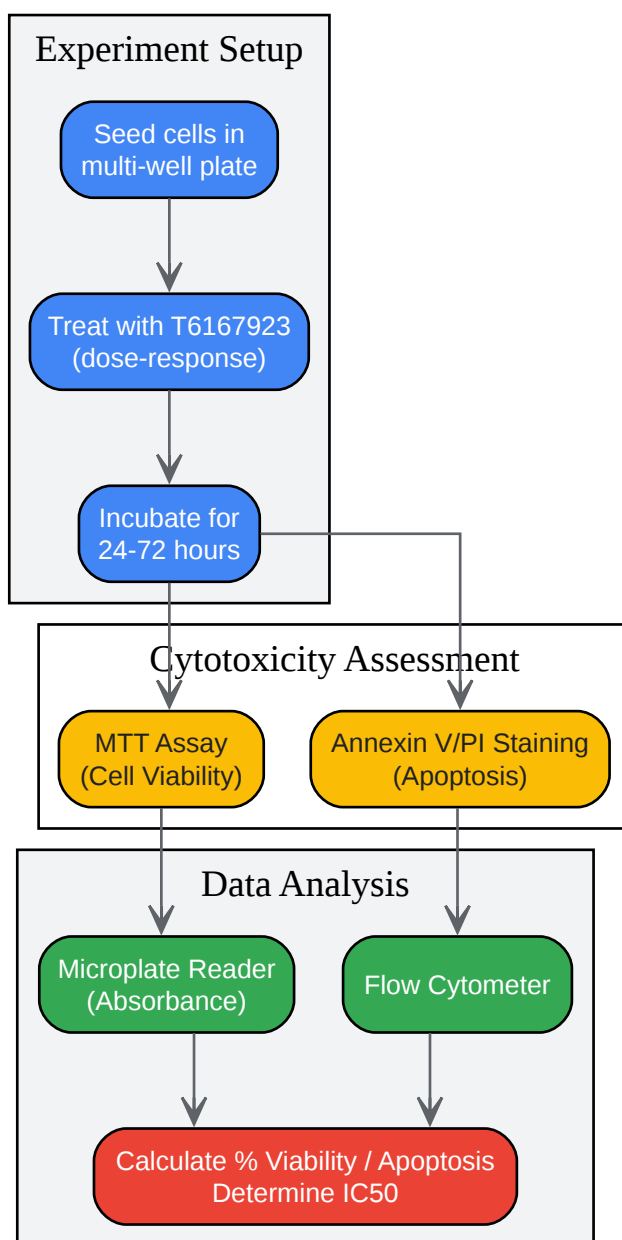 Experiment Setup
Seed cells in
multi-well plate
Treat with T6167923
(dose-response)
Incubate for
24-72 hours
Cytotoxicity Assessment
MTT Assay
(Cell Viability)
Annexin V/PI Staining
(Apoptosis)
Data Analysis
Microplate Reader
(Absorbance)
Flow Cytometer
Calculate % Viability / Apoptosis
Determine IC50